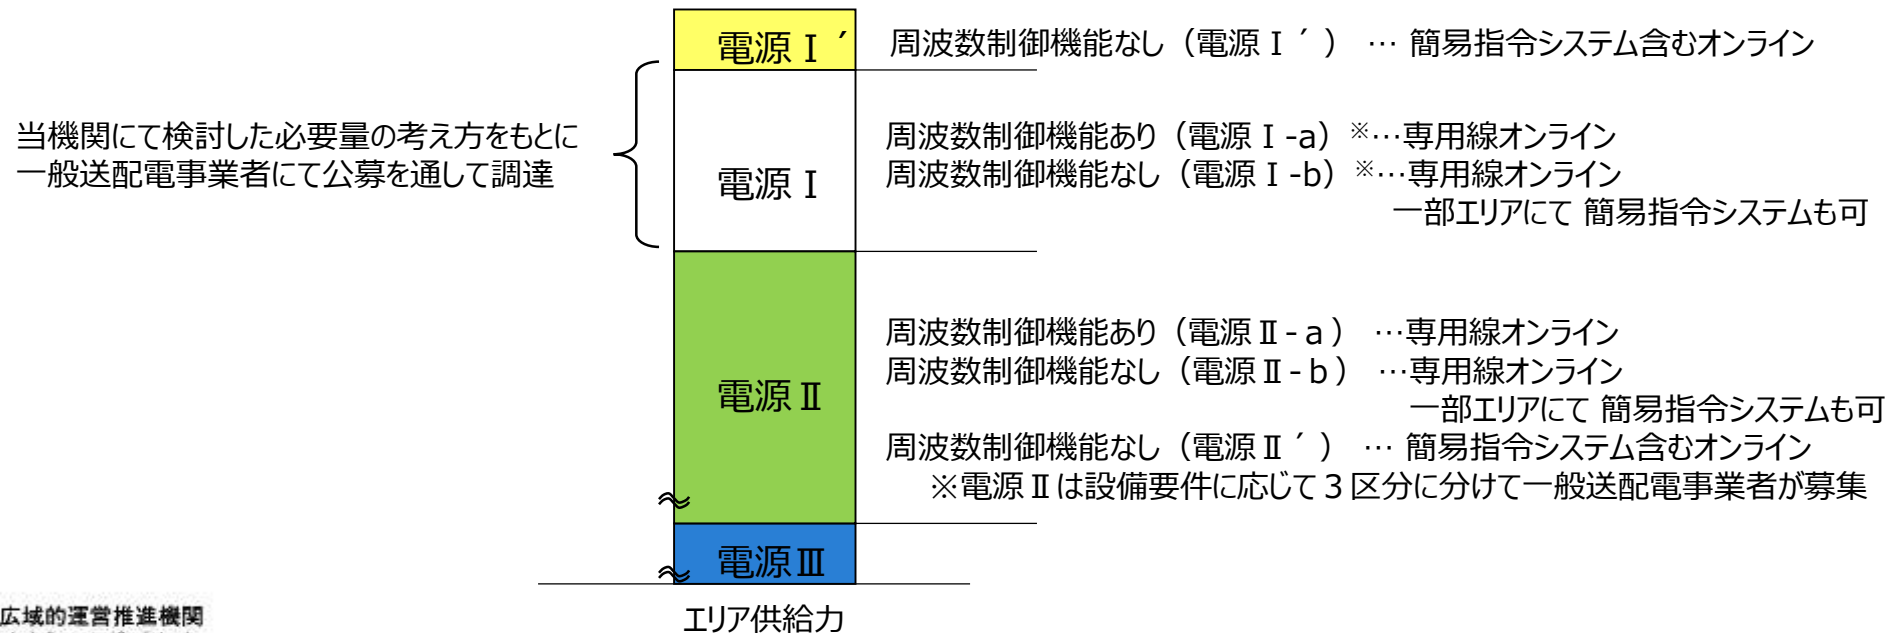 電源Ⅰ´
周波数制御機能なし（電源Ⅰ´） … 簡易指令システム含むオンライン
当機関にて検討した必要量の考え方をもとに
一般送配電事業者にて公募を通して調達
電源Ⅰ
周波数制御機能あり（電源Ⅰ-a）※…専用線オンライン
周波数制御機能なし（電源Ⅰ-b）※…専用線オンライン
一部エリアにて 簡易指令システムも可
電源Ⅱ
周波数制御機能あり（電源Ⅱ-a） …専用線オンライン
周波数制御機能なし（電源Ⅱ-b） …専用線オンライン
一部エリアにて 簡易指令システムも可
周波数制御機能なし（電源Ⅱ´） … 簡易指令システム含むオンライン
※電源Ⅱは設備要件に応じて３区分に分けて一般送配電事業者が募集
電源Ⅲ
エリア供給力
広域的運営推進機関